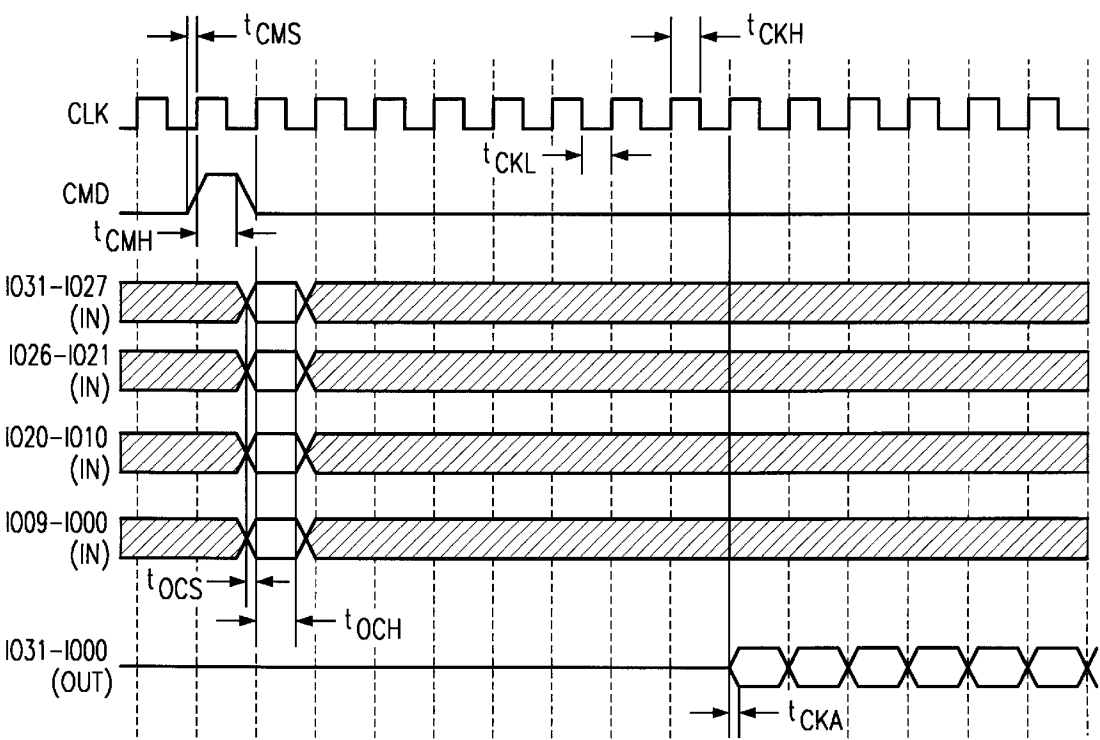 tCMS
tCKH
CLK
tCKL
CMD
tCMH
IO31-IO27
(IN)
IO26-IO21
(IN)
IO20-IO10
(IN)
IO09-IO00
(IN)
tOCS
tOCH
IO31-IO00
(OUT)
tCKA